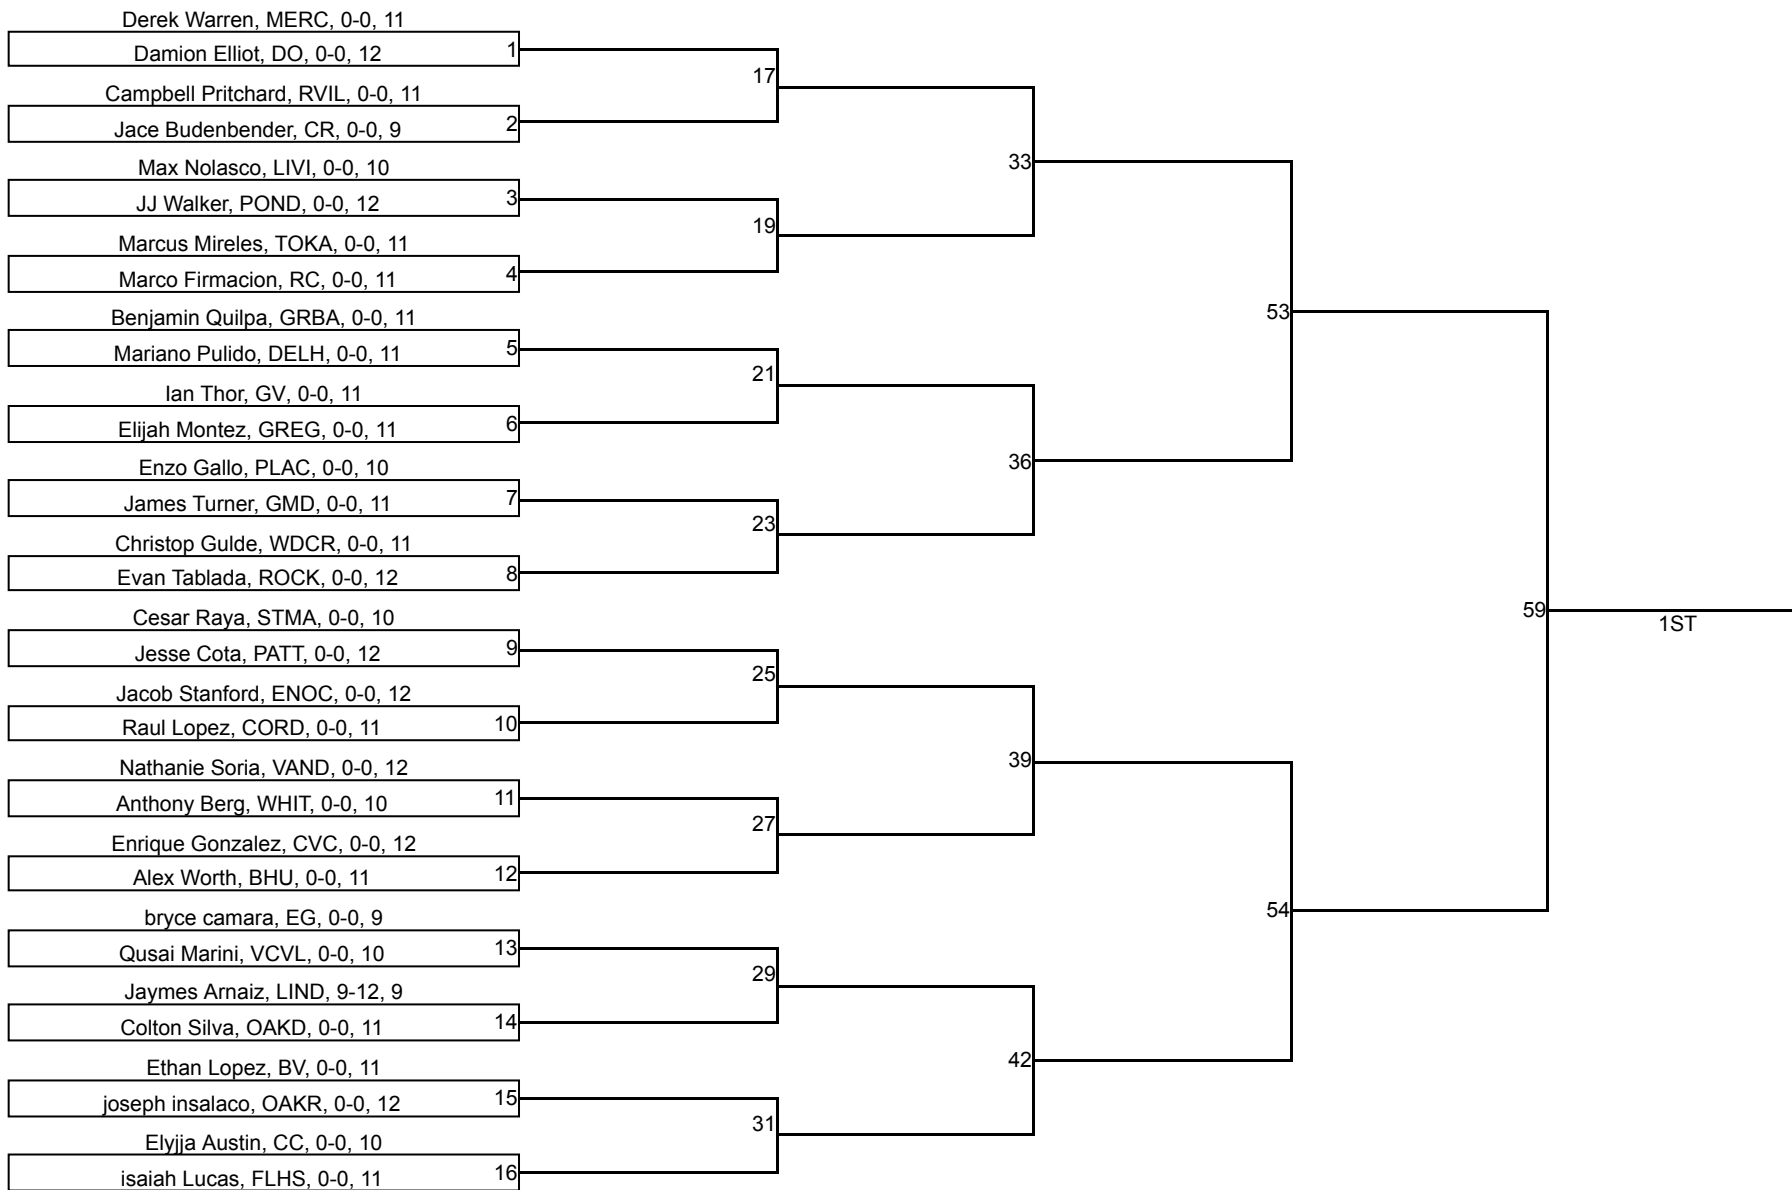 Derek Warren, MERC, 0-0, 11
Damion Elliot, DO, 0-0, 12
1
17
Campbell Pritchard, RVIL, 0-0, 11
Jace Budenbender, CR, 0-0, 9
2
33
Max Nolasco, LIVI, 0-0, 10
JJ Walker, POND, 0-0, 12
3
19
Marcus Mireles, TOKA, 0-0, 11
Marco Firmacion, RC, 0-0, 11
4
53
Benjamin Quilpa, GRBA, 0-0, 11
Mariano Pulido, DELH, 0-0, 11
5
21
Ian Thor, GV, 0-0, 11
Elijah Montez, GREG, 0-0, 11
6
36
Enzo Gallo, PLAC, 0-0, 10
James Turner, GMD, 0-0, 11
7
23
Christop Gulde, WDCR, 0-0, 11
Evan Tablada, ROCK, 0-0, 12
8
59
1ST
Cesar Raya, STMA, 0-0, 10
Jesse Cota, PATT, 0-0, 12
9
25
Jacob Stanford, ENOC, 0-0, 12
Raul Lopez, CORD, 0-0, 11
10
39
Nathanie Soria, VAND, 0-0, 12
Anthony Berg, WHIT, 0-0, 10
11
27
Enrique Gonzalez, CVC, 0-0, 12
Alex Worth, BHU, 0-0, 11
12
54
bryce camara, EG, 0-0, 9
Qusai Marini, VCVL, 0-0, 10
13
29
Jaymes Arnaiz, LIND, 9-12, 9
Colton Silva, OAKD, 0-0, 11
14
42
Ethan Lopez, BV, 0-0, 11
joseph insalaco, OAKR, 0-0, 12
15
31
Elyjja Austin, CC, 0-0, 10
isaiah Lucas, FLHS, 0-0, 11
16